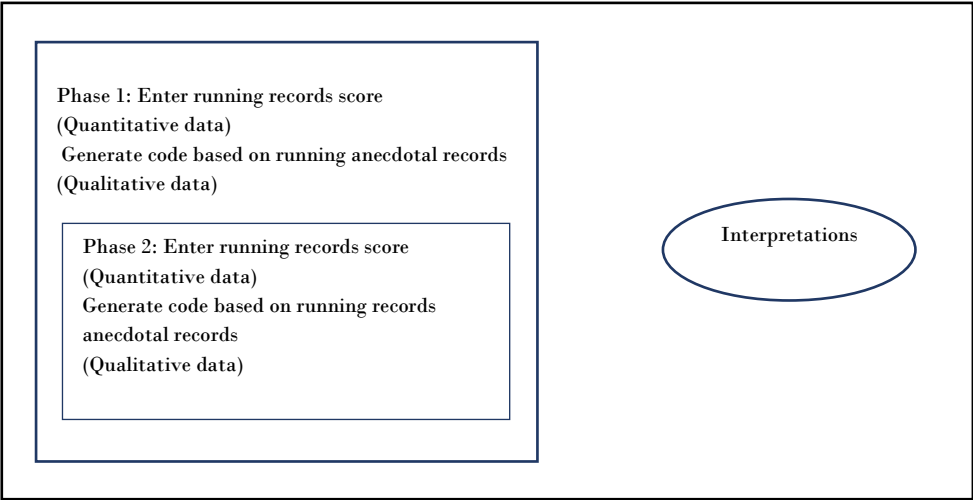 Phase 1: Enter running records score
(Quantitative data)
Generate code based on running anecdotal records
(Qualitative data)
Phase 2: Enter running records score
(Quantitative data)
Generate code based on running records
anecdotal records
(Qualitative data)
Interpretations